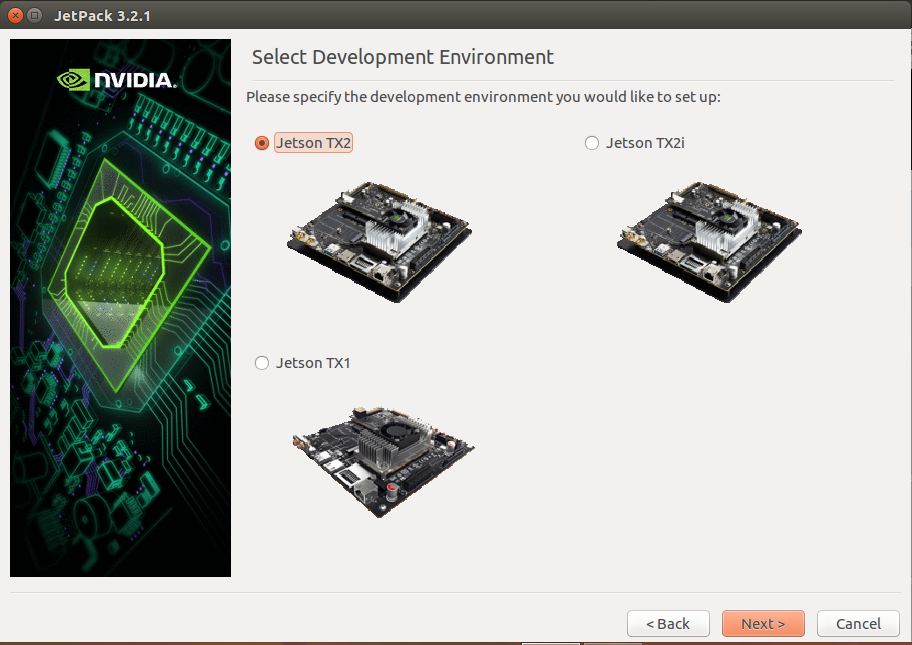 JetPack 3.2.1
NVIDIA.
Select Development Environment
Please specify the development environment you would like to set up:
Jetson TX2
Jetson TX2i
Jetson TX1
< Back
Next >
Cancel